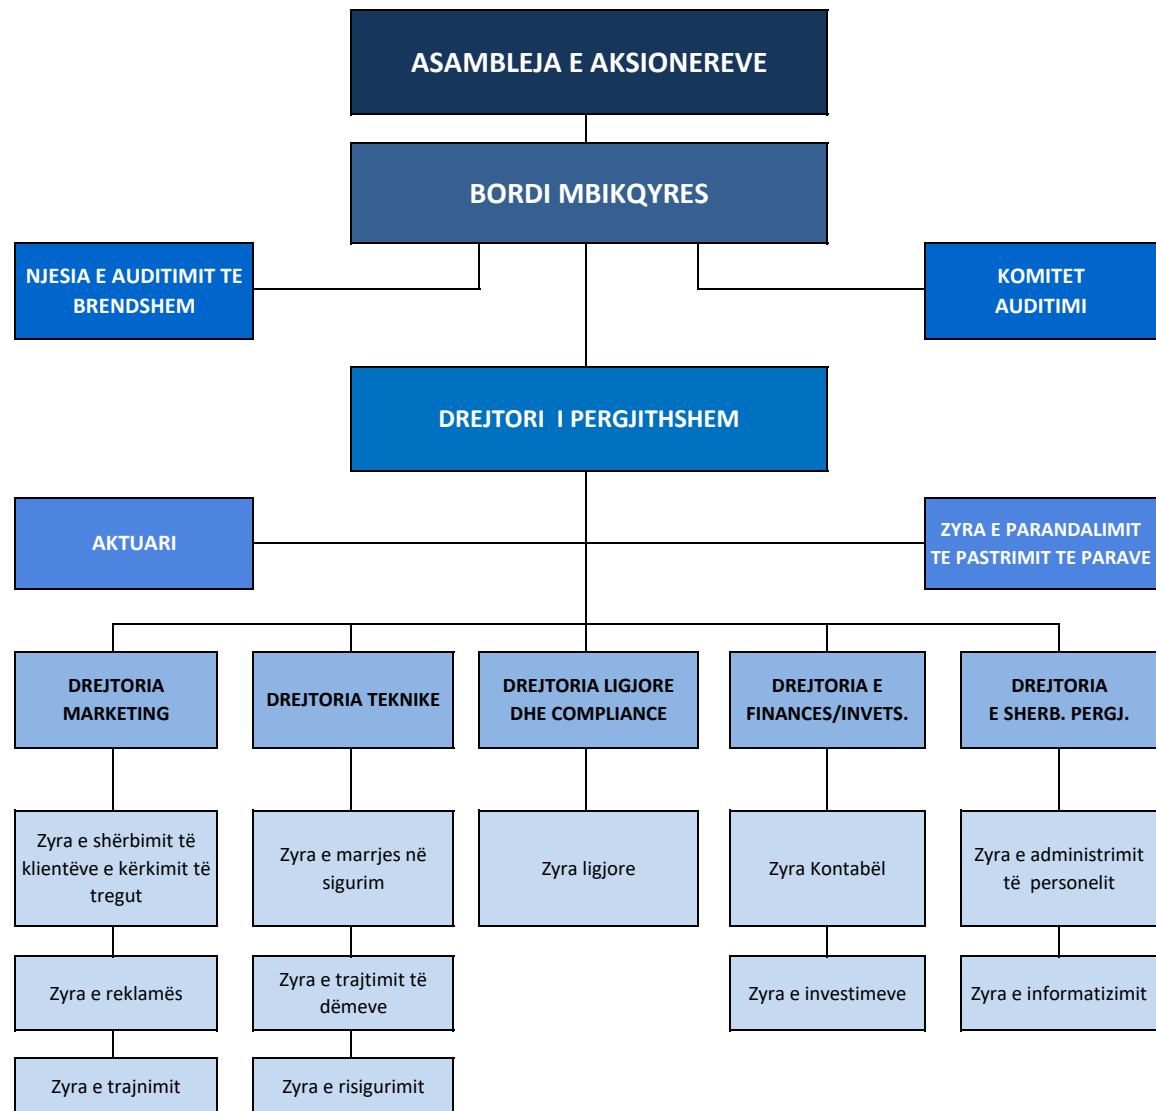 ASAMBLEJA E AKSIONEREVE
BORDI MBIKQYRES
NJESIA E AUDITIMIT TE
BRENDSHEM
KOMITET
AUDITIMI
DREJTORI I PERGJITHSHEM
AKTUARI
ZYRA E PARANDALIMIT
TE PASTRIMIT TE PARAVE
DREJTORIA
MARKETING
DREJTORIA TEKNIKE
DREJTORIA LIGJORE
DHE COMPLIANCE
DREJTORIA E
FINANCES/INVETS.
DREJTORIA
E SHERB. PERGJ.
Zyra e shërbimit të
klientëve e kërkimit të
tregut
Zyra e marrjes në
sigurim
Zyra ligjore
Zyra Kontabël
Zyra e administrimit
të personelit
Zyra e reklamës
Zyra e trajtimit të
dëmeve
Zyra e investimeve
Zyra e informatizimit
Zyra e trajnimit
Zyra e risigurimit